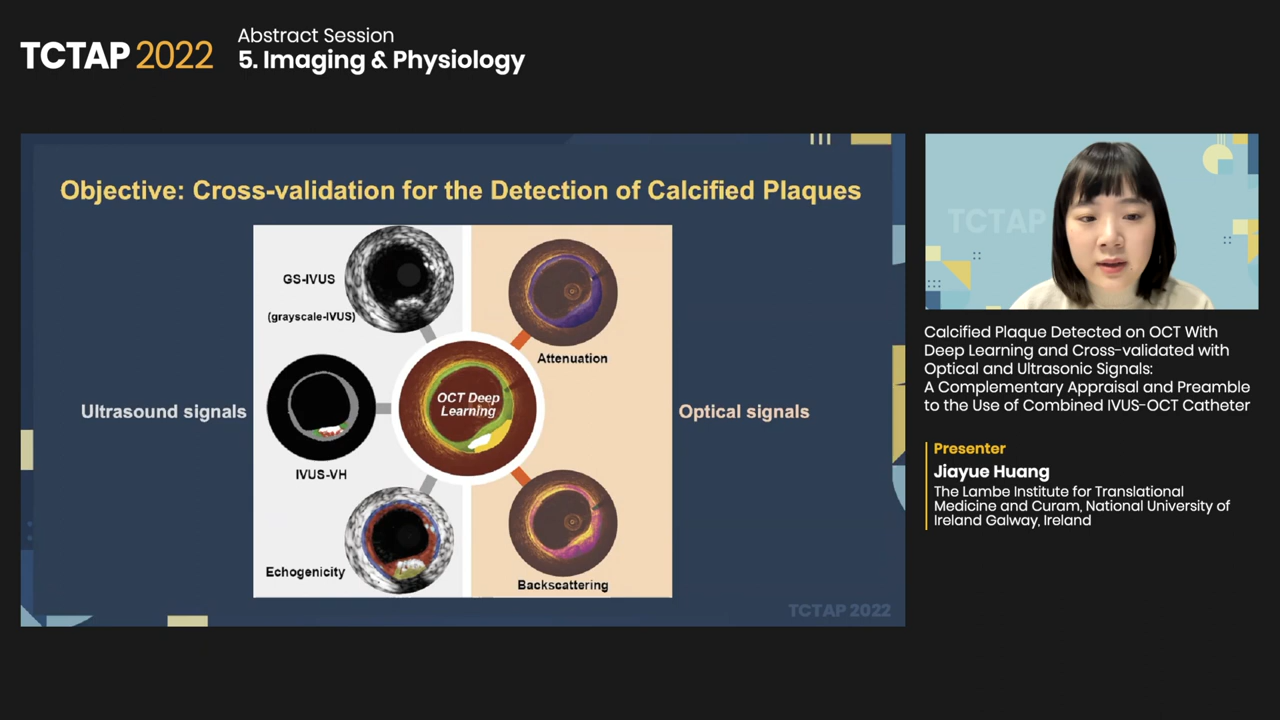 TCTAP 2022
Abstract Session
5. Imaging & Physiology
Objective: Cross-validation for the Detection of Calcified Plaques
GS-IVUS
(grayscale-IVUS)
Attenuation
OCT Deep
Learning
Ultrasound signals
Optical signals
IVUS-VH
Echogenicity
Backscattering
TCTAP 2022
TCTAP
Calcified Plaque Detected on OCT With
Deep Learning and Cross-validated with
Optical and Ultrasonic Signals:
A Complementary Appraisal and Preamble
to the Use of Combined IVUS-OCT Catheter
Presenter
Jiayue Huang
The Lambe Institute for Translational
Medicine and Curam, National University of
Ireland Galway, Ireland